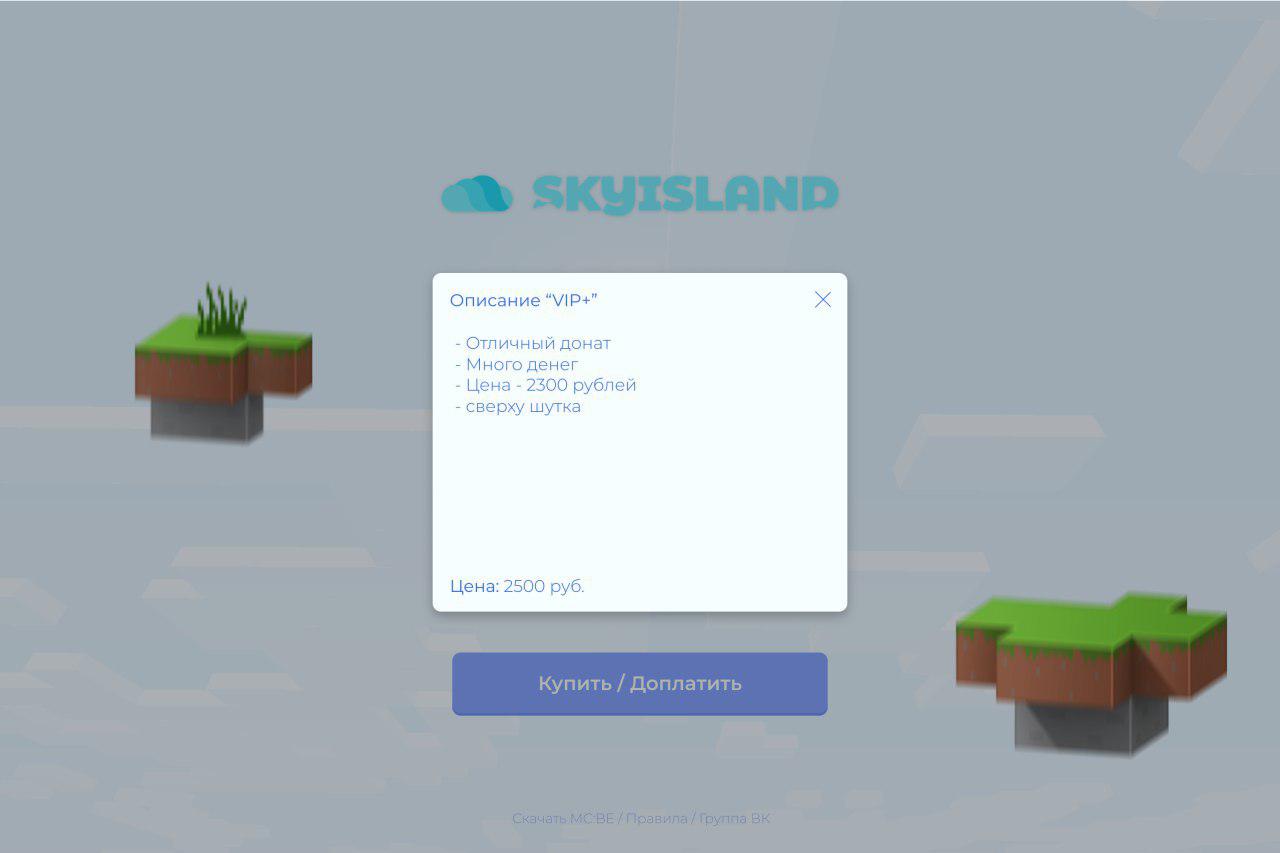 SKYISLAND
Описание “VIP+”
- Отличный донат
- Много денег
- Цена - 2300 рублей
- сверху шутка
Цена: 2500 руб.
Купить / Доплатить
Скачать MC:BE / Правила / Группа ВК